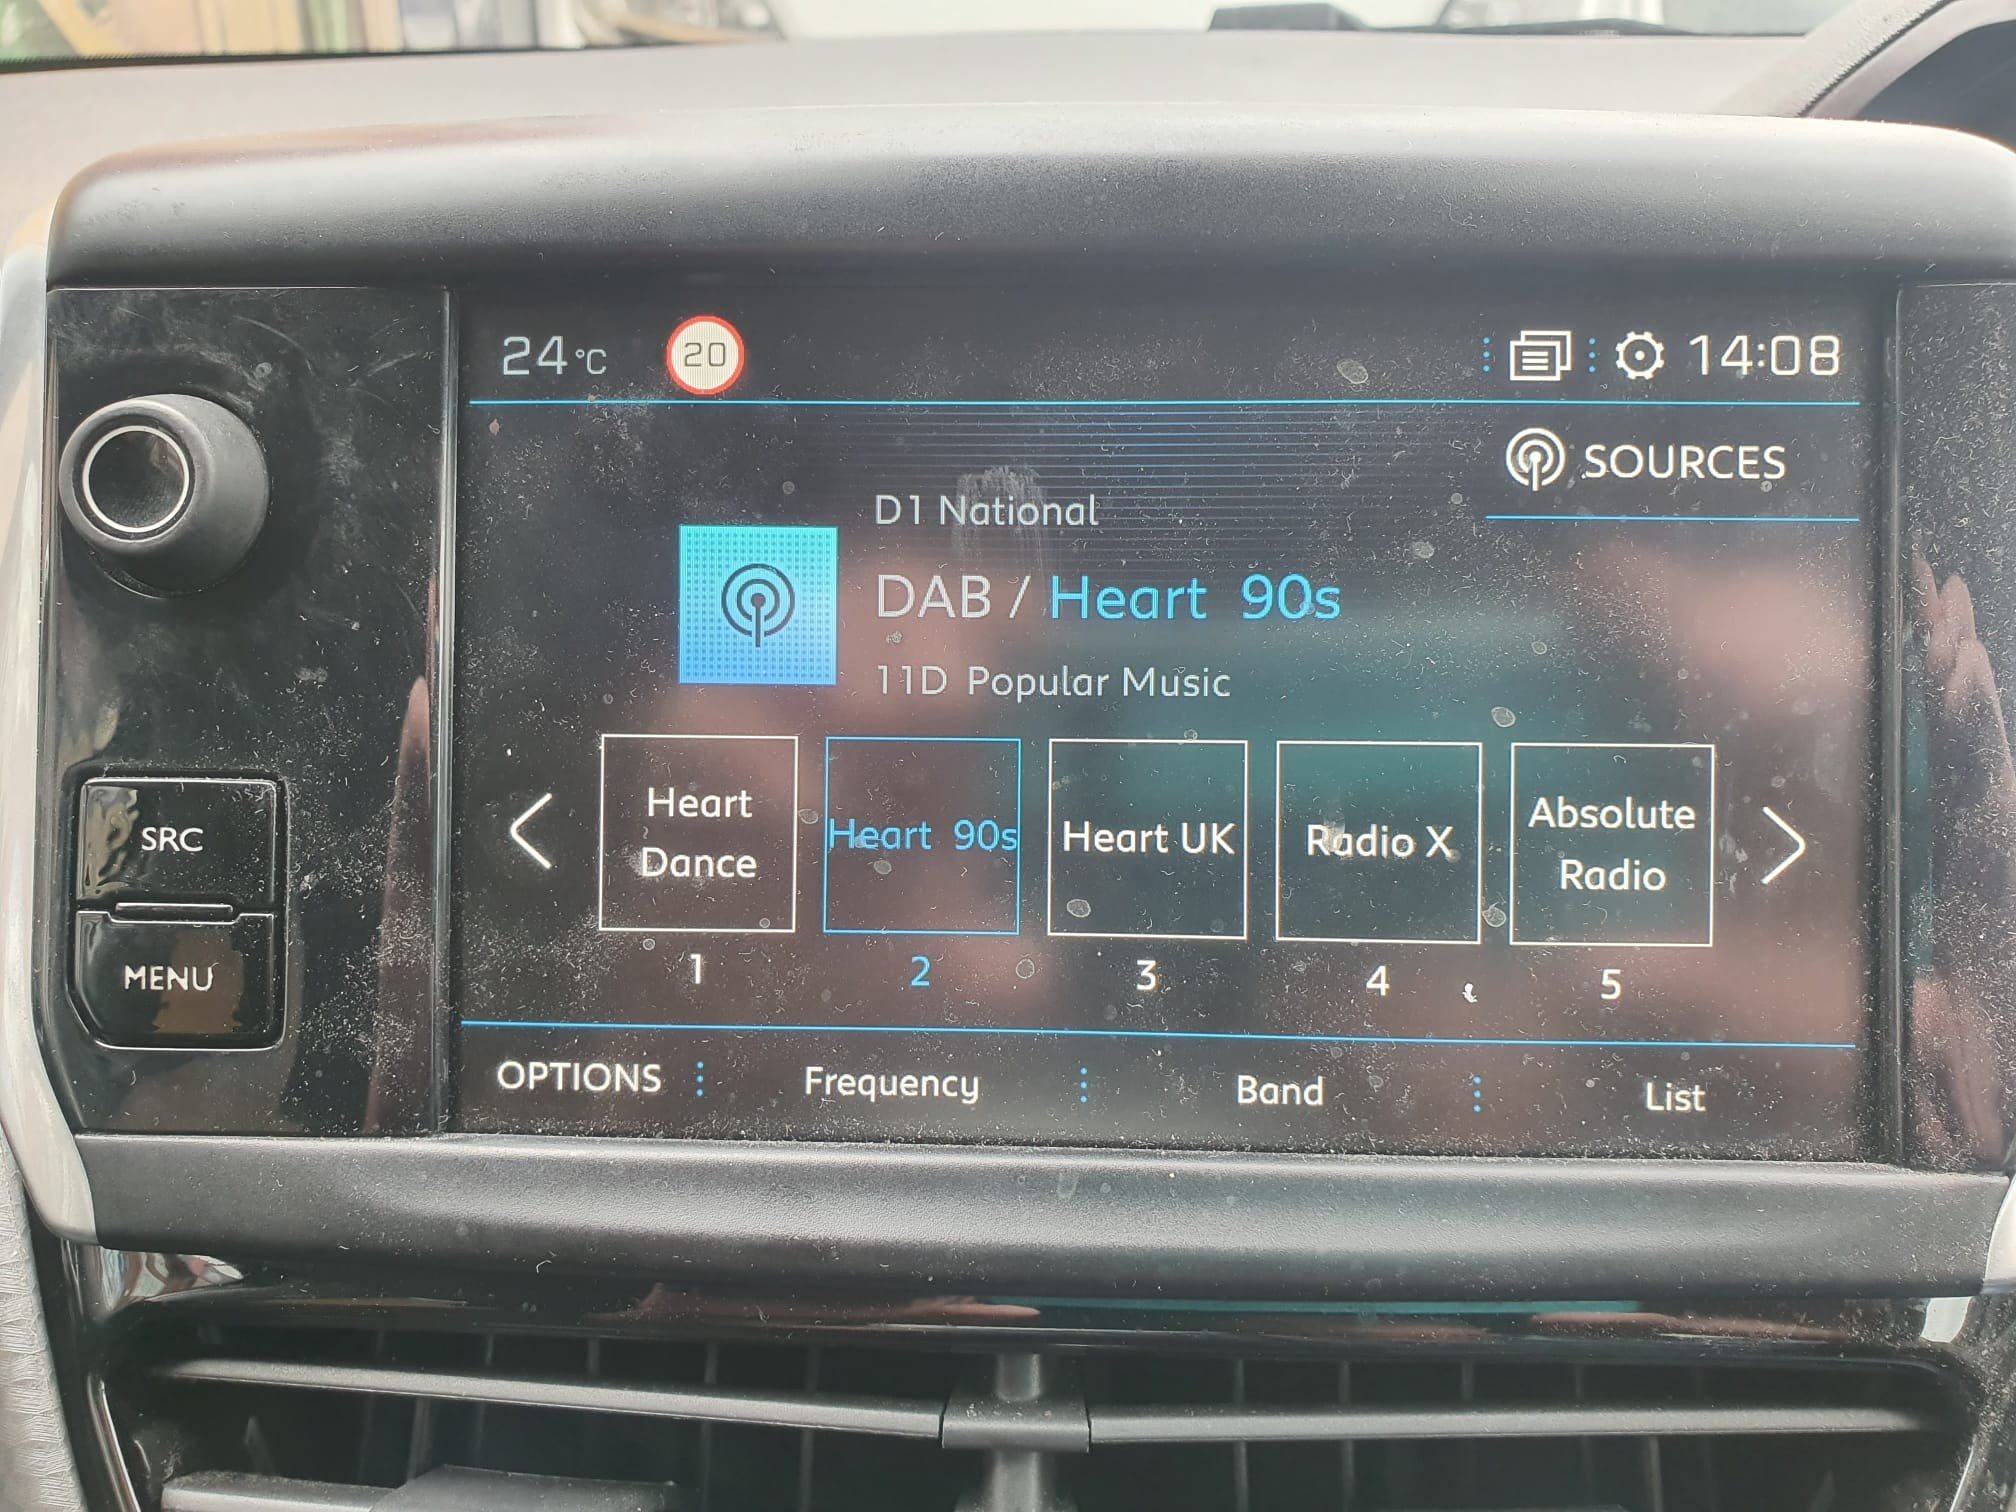 24°C 20 14:08
SOURCES
D1 National
DAB / Heart 90s
11D Popular Music
Heart
Dance
Heart 90s
Heart UK
Radio X
Absolute
Radio
1 2 3 4 5
SRC
MENU
OPTIONS Frequency Band List